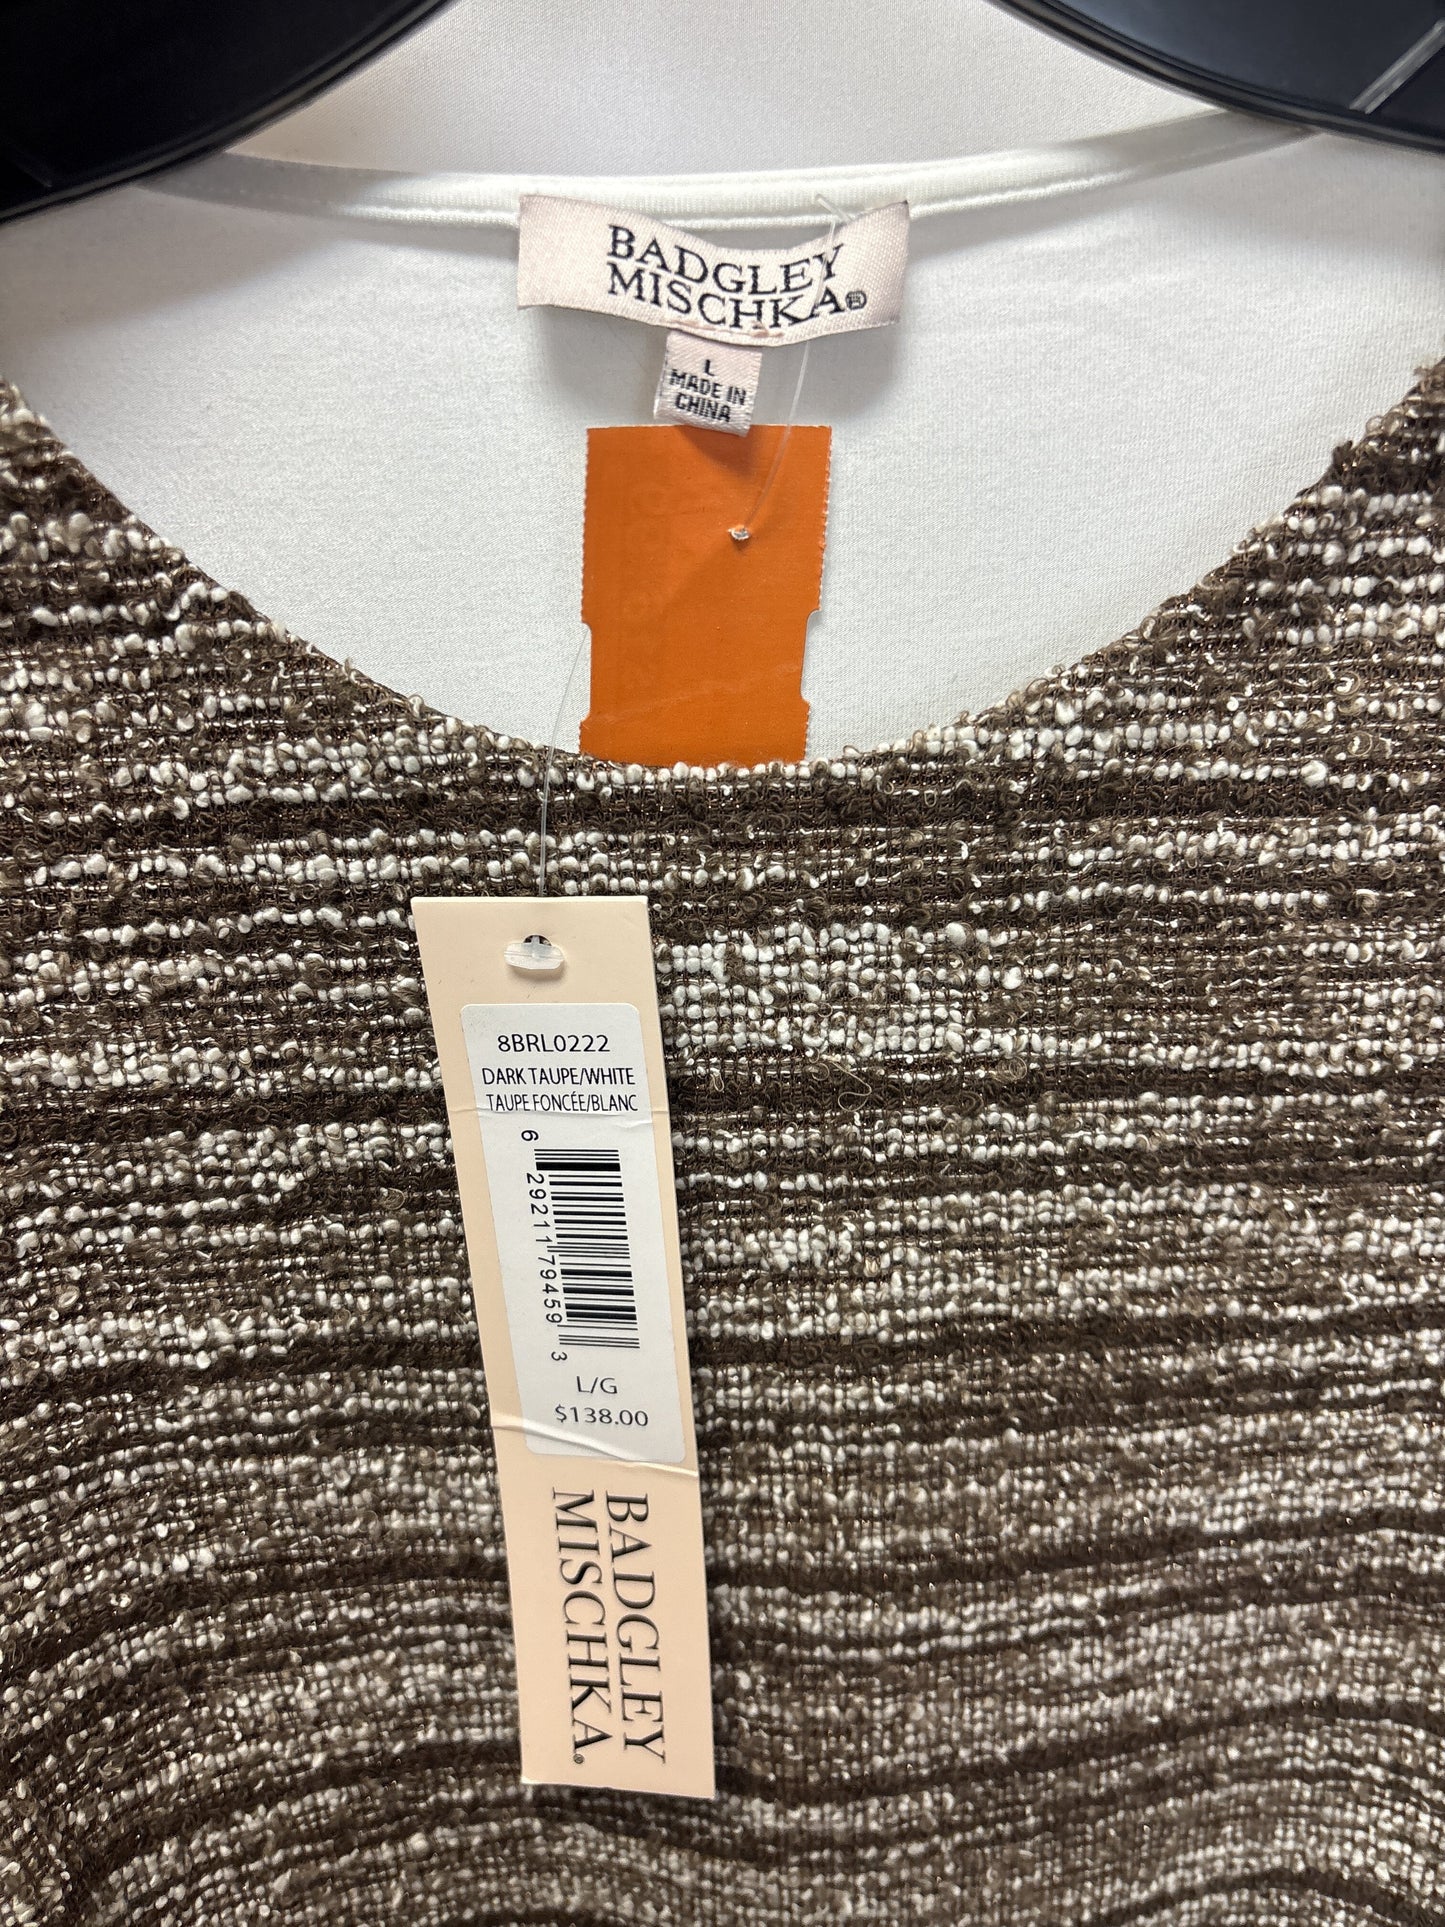 BADGLEY
MISCHKA®
L
MADE IN
CHINA
8BRL0222
DARK TAUPE/WHITE
TAUPE FONCÉE/BLANC
6 29211 79459 3
L/G
$138.00
BADGLEY
MISCHKA®